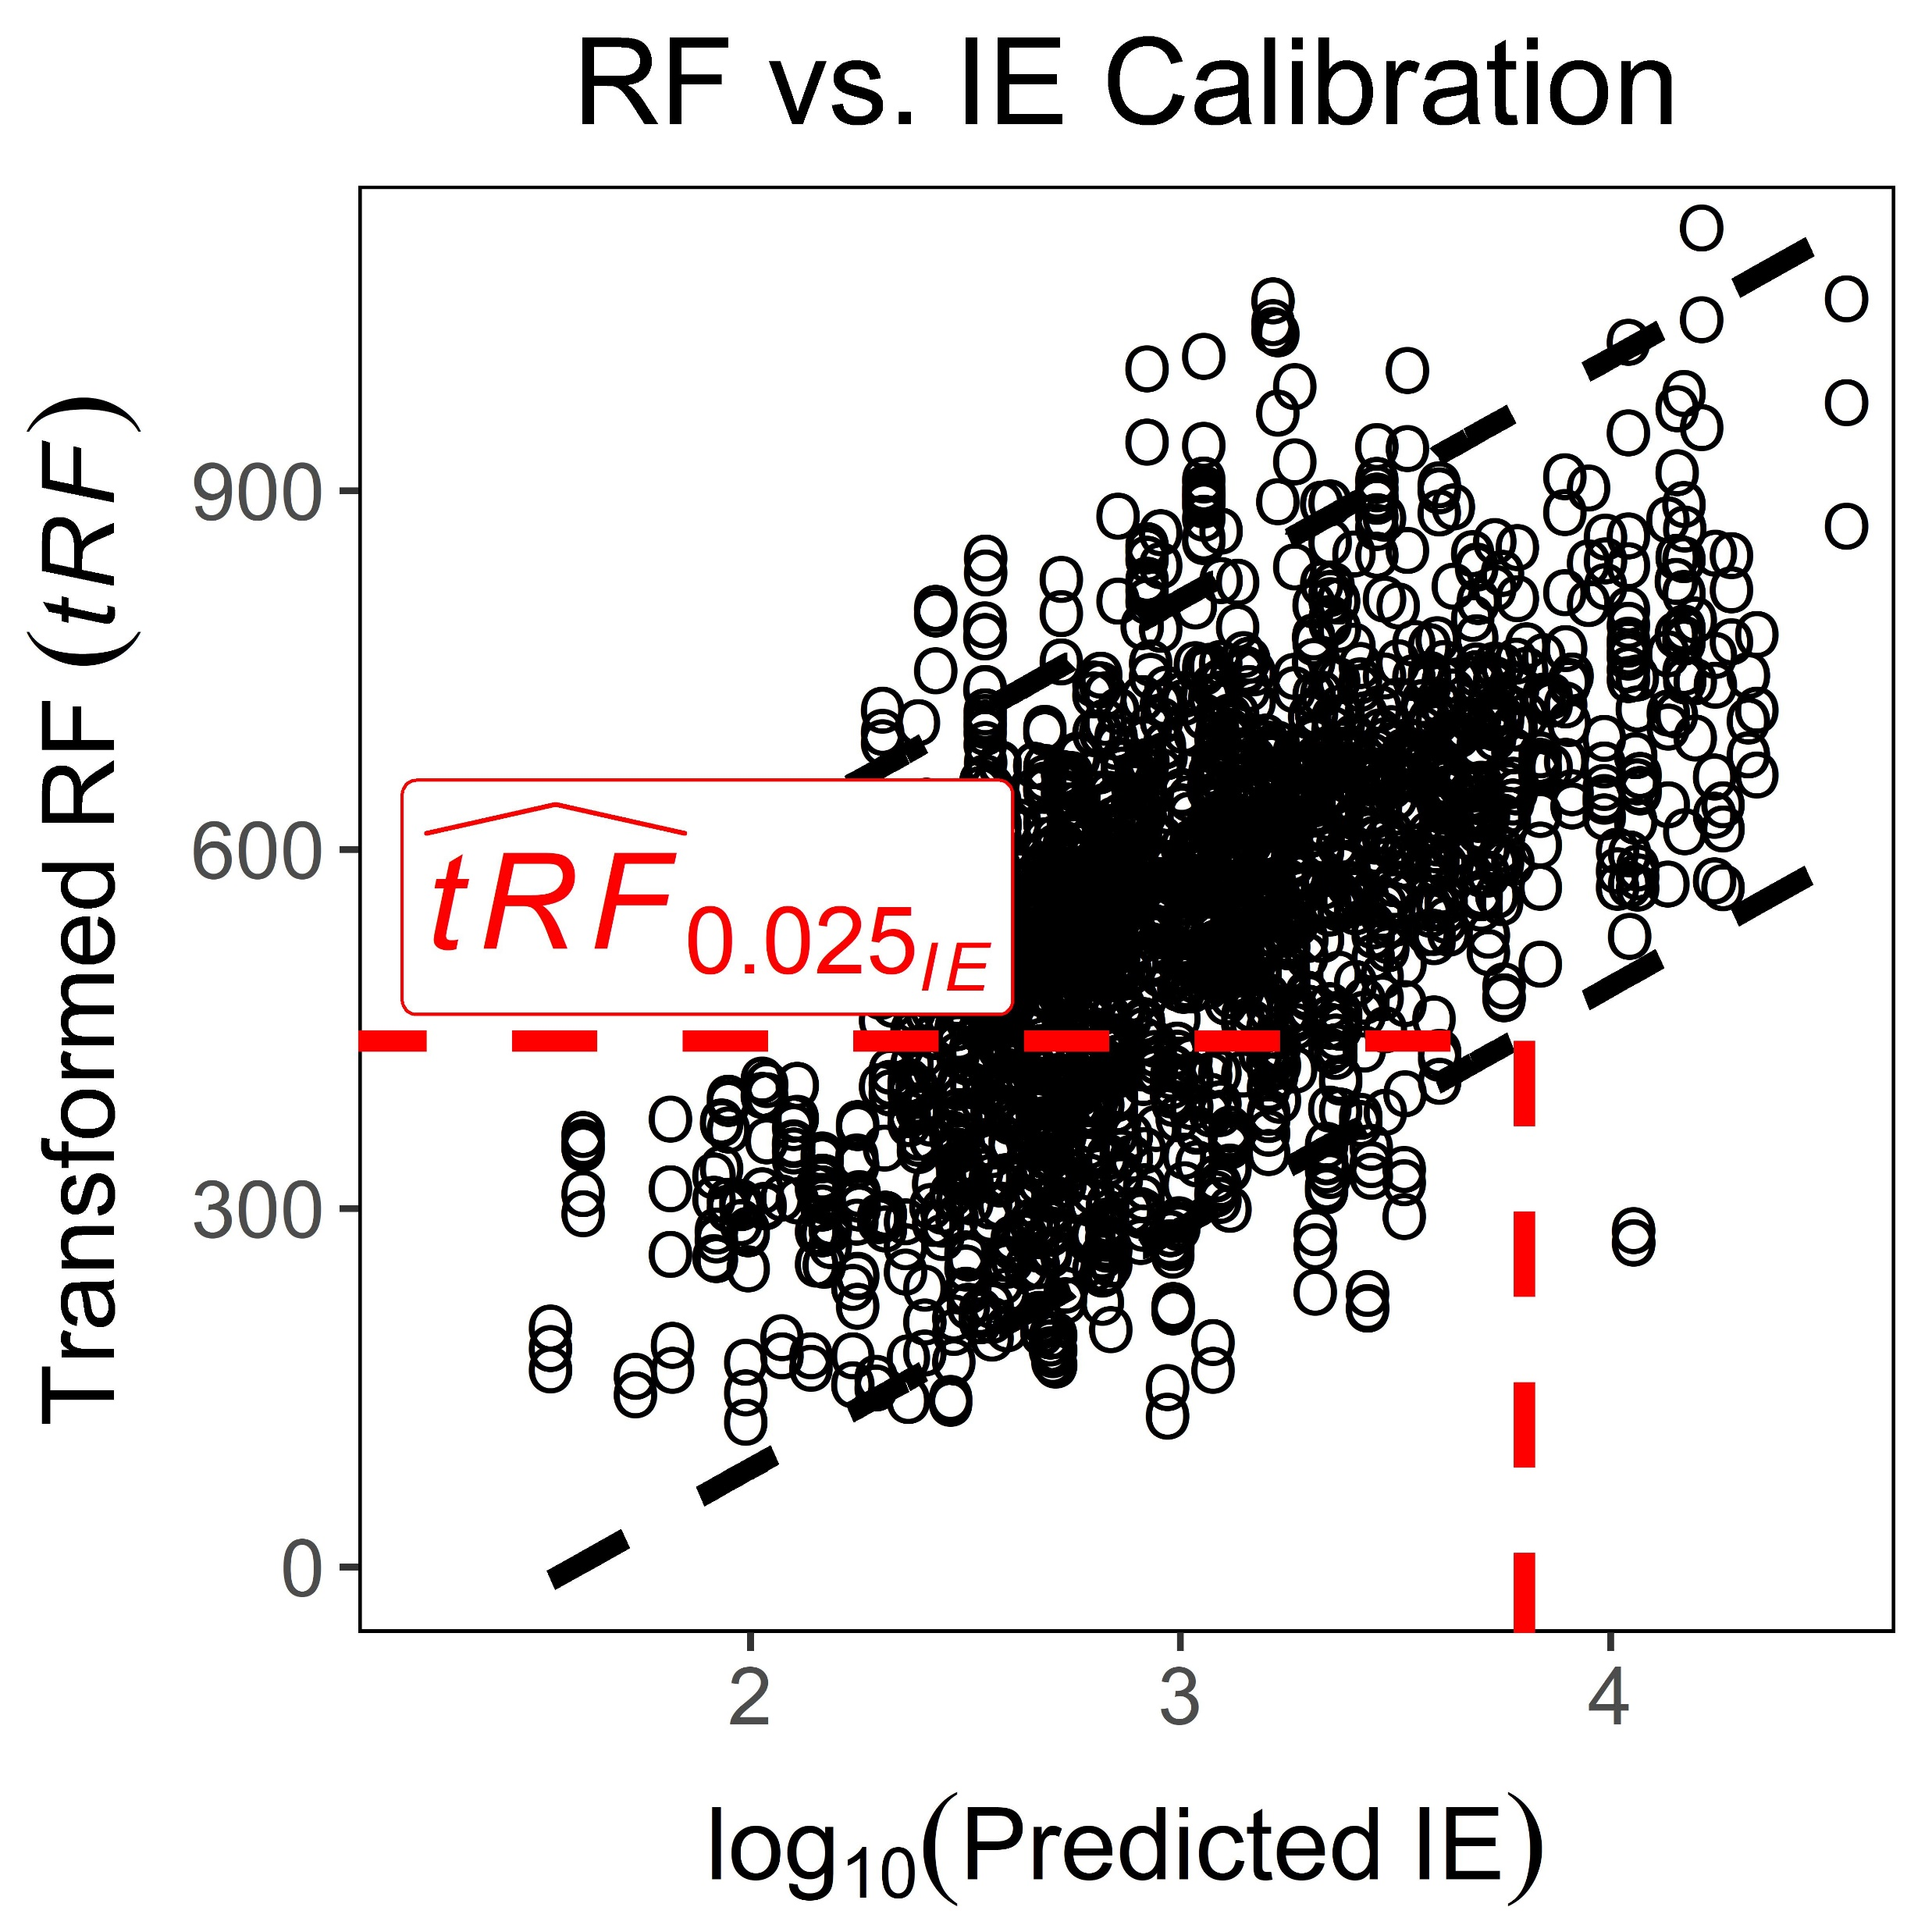 RF vs. IE Calibration
Transformed RF (tRF)
900
600
300
0
tRF0.025IE
2
3
4
log10(Predicted IE)